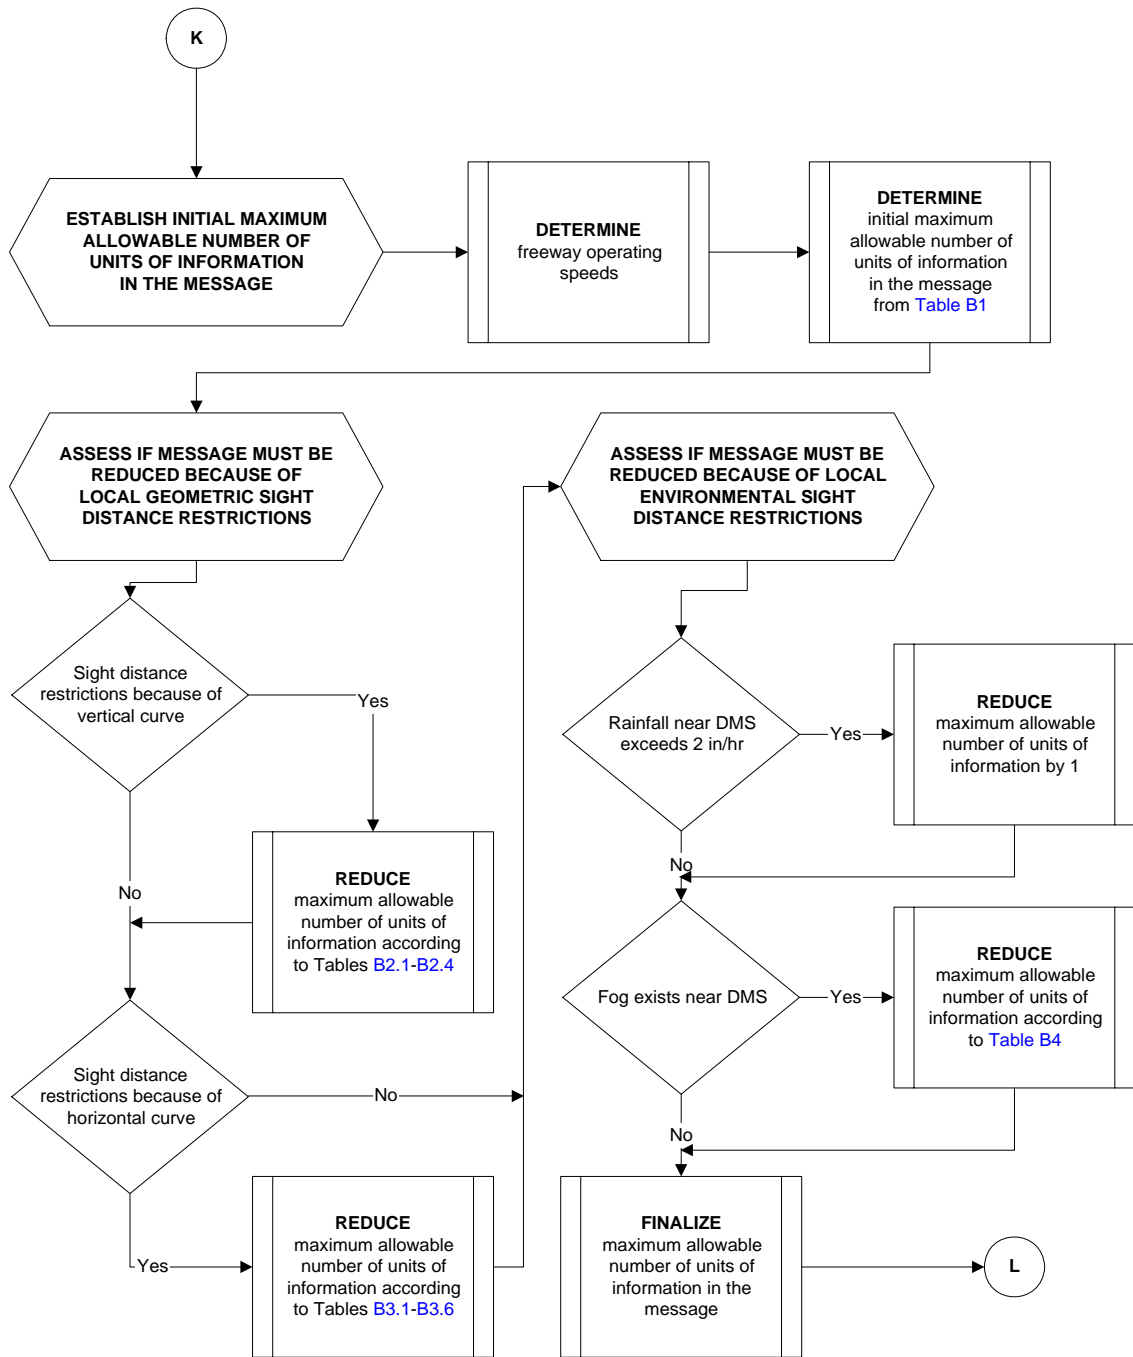 K
ESTABLISH INITIAL MAXIMUM
ALLOWABLE NUMBER OF
UNITS OF INFORMATION
IN THE MESSAGE
DETERMINE
freeway operating
speeds
DETERMINE
initial maximum
allowable number of
units of information
in the message
from Table B1
ASSESS IF MESSAGE MUST BE
REDUCED BECAUSE OF
LOCAL GEOMETRIC SIGHT
DISTANCE RESTRICTIONS
Sight distance
restrictions because of
vertical curve
Yes
No
REDUCE
maximum allowable
number of units of
information according
to Tables B2.1-B2.4
Sight distance
restrictions because of
horizontal curve
No
Yes
REDUCE
maximum allowable
number of units of
information according
to Tables B3.1-B3.6
ASSESS IF MESSAGE MUST BE
REDUCED BECAUSE OF LOCAL
ENVIRONMENTAL SIGHT
DISTANCE RESTRICTIONS
Rainfall near DMS
exceeds 2 in/hr
Yes
REDUCE
maximum allowable
number of units of
information by 1
No
Fog exists near DMS
Yes
REDUCE
maximum allowable
number of units of
information according
to Table B4
No
FINALIZE
maximum allowable
number of units of
information in the
message
L